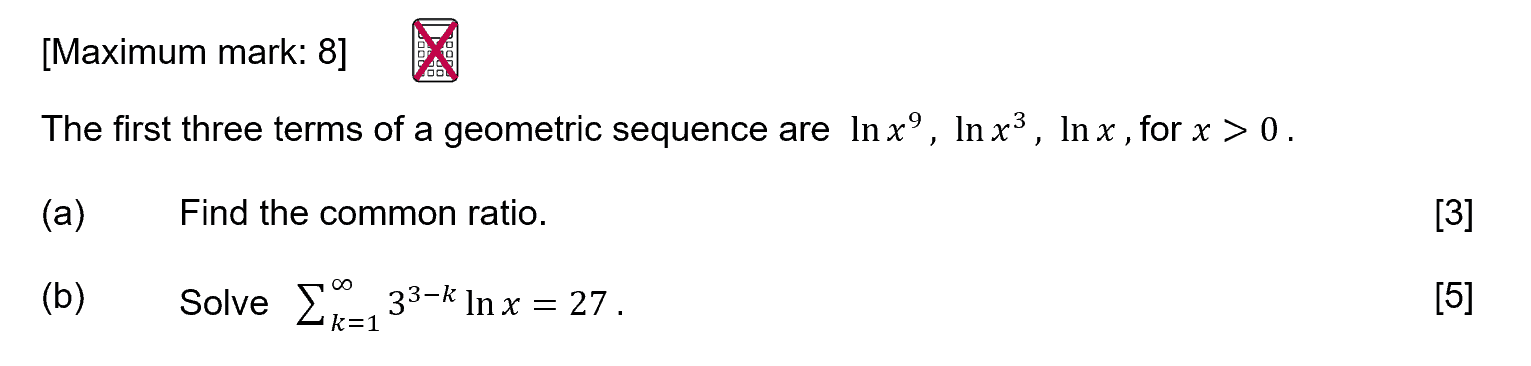 [Maximum mark: 8]
The first three terms of a geometric sequence are ln x⁹, ln x³, ln x, for x > 0.
(a) Find the common ratio. [3]
(b) Solve ∑_{k=1}^{∞} 3^{3−k} ln x = 27. [5]